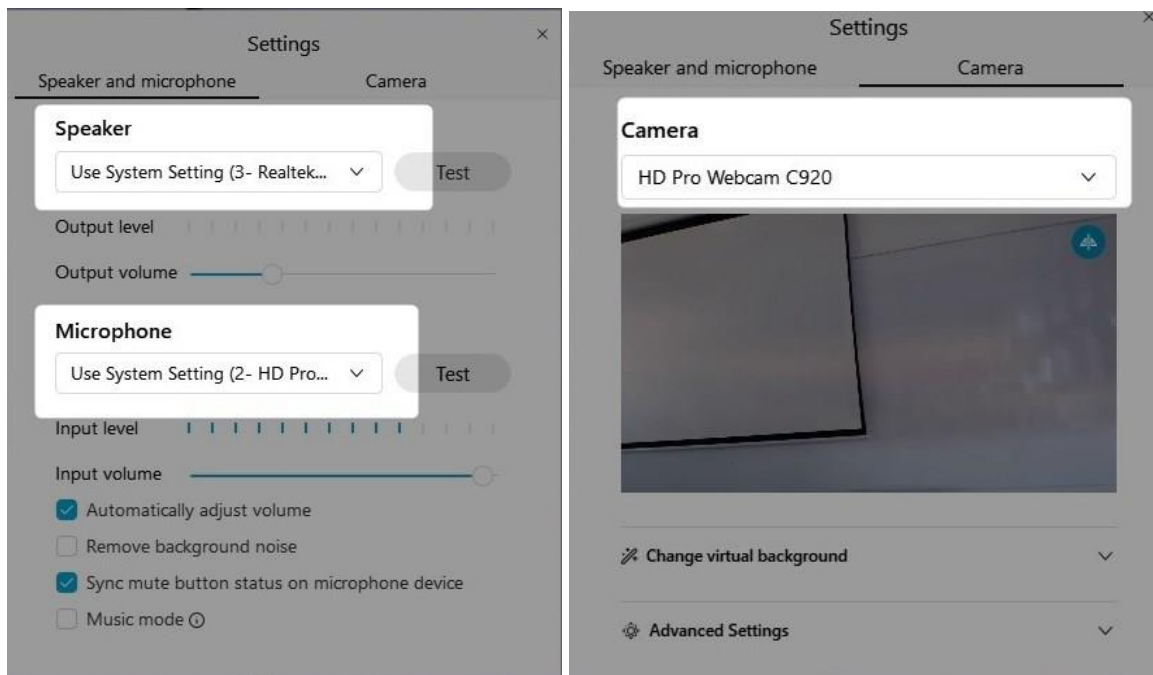 Settings
Speaker and microphone Camera
Speaker
Use System Setting (3- Realtek... Test
Output level
Output volume
Microphone
Use System Setting (2- HD Pro... Test
Input level
Input volume
Automatically adjust volume
Remove background noise
Sync mute button status on microphone device
Music mode
Settings
Speaker and microphone Camera
Camera
HD Pro Webcam C920
Change virtual background
Advanced Settings